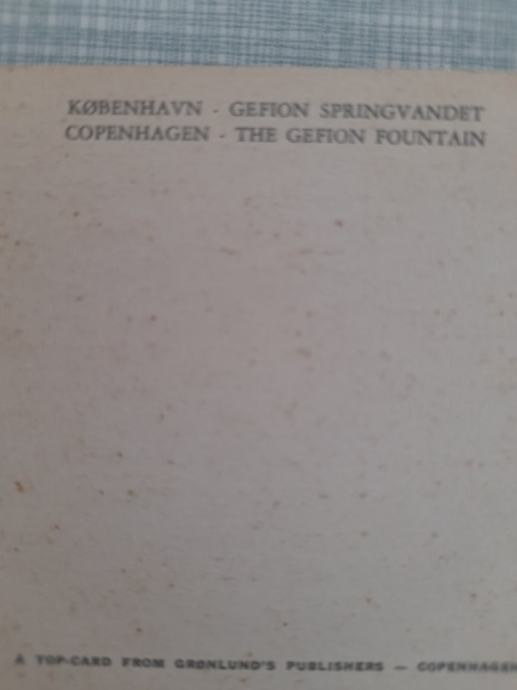 KØBENHAVN - GEFION SPRINGVANDET
COPENHAGEN - THE GEFION FOUNTAIN
A TOP-CARD FROM GRØNLUND'S PUBLISHERS — COPENHAGEN